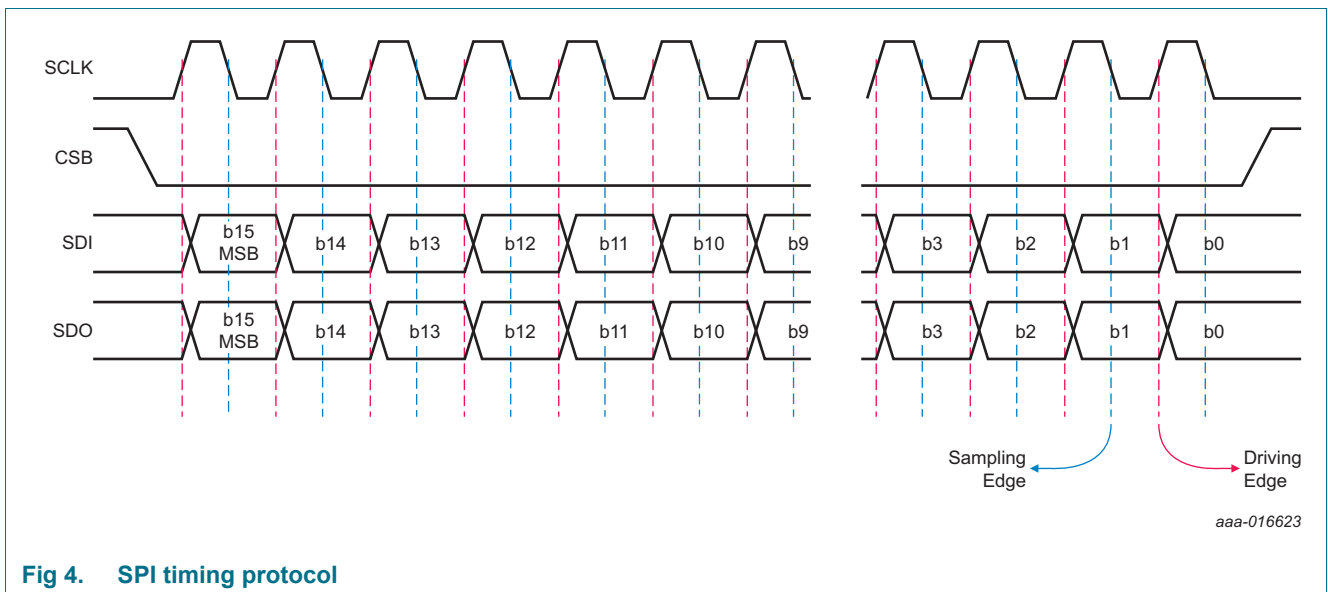 SCLK
CSB
SDI
b15
MSB
b14
b13
b12
b11
b10
b9
b3
b2
b1
b0
SDO
b15
MSB
b14
b13
b12
b11
b10
b9
b3
b2
b1
b0
Sampling
Edge
Driving
Edge
aaa-016623
Fig 4. SPI timing protocol